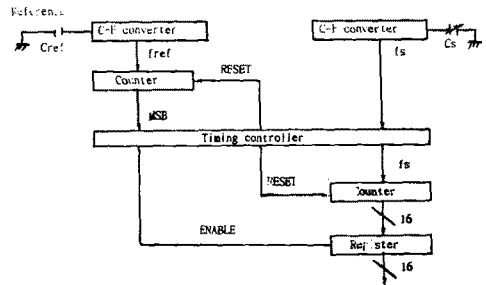 Reference
Cref
C-F converter
C-F converter
Cs
fref
fs
Counter
RESET
MSB
Timing controller
fs
RESET
Counter
16
ENABLE
Register
16